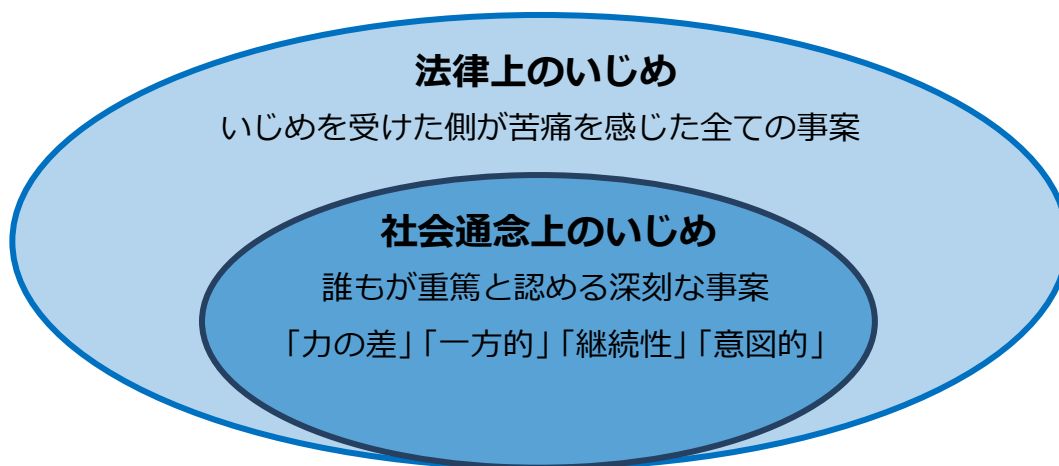 法律上のいじめ
いじめを受けた側が苦痛を感じた全ての事案
社会通念上のいじめ
誰もが重篤と認める深刻な事案
「力の差」「一方的」「継続性」「意図的」